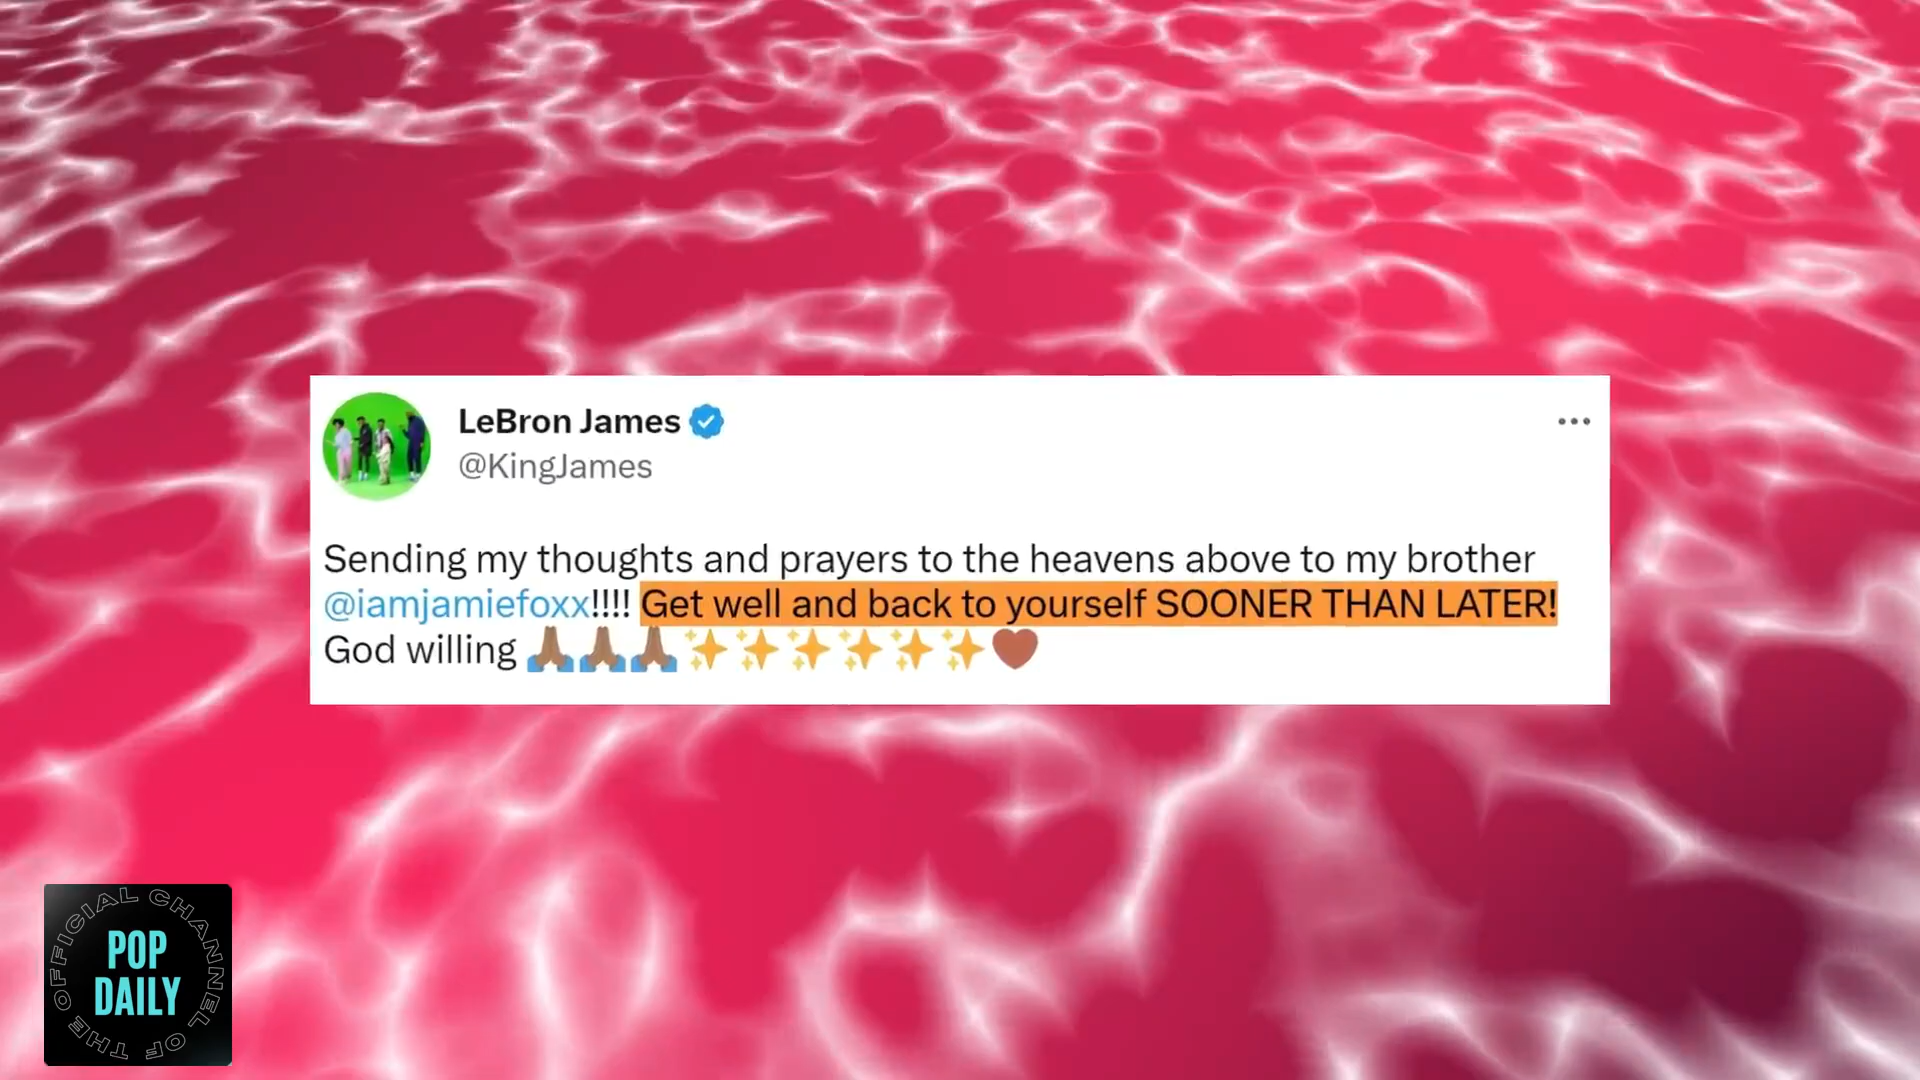 LeBron James
@KingJames
Sending my thoughts and prayers to the heavens above to my brother
@iamjamiefoxx!!!! Get well and back to yourself SOONER THAN LATER!
God willing 🙏🏾🙏🏾🙏🏾✨✨✨✨✨✨🤎
OFFICIAL CHANNEL OF THE
POP
DAILY